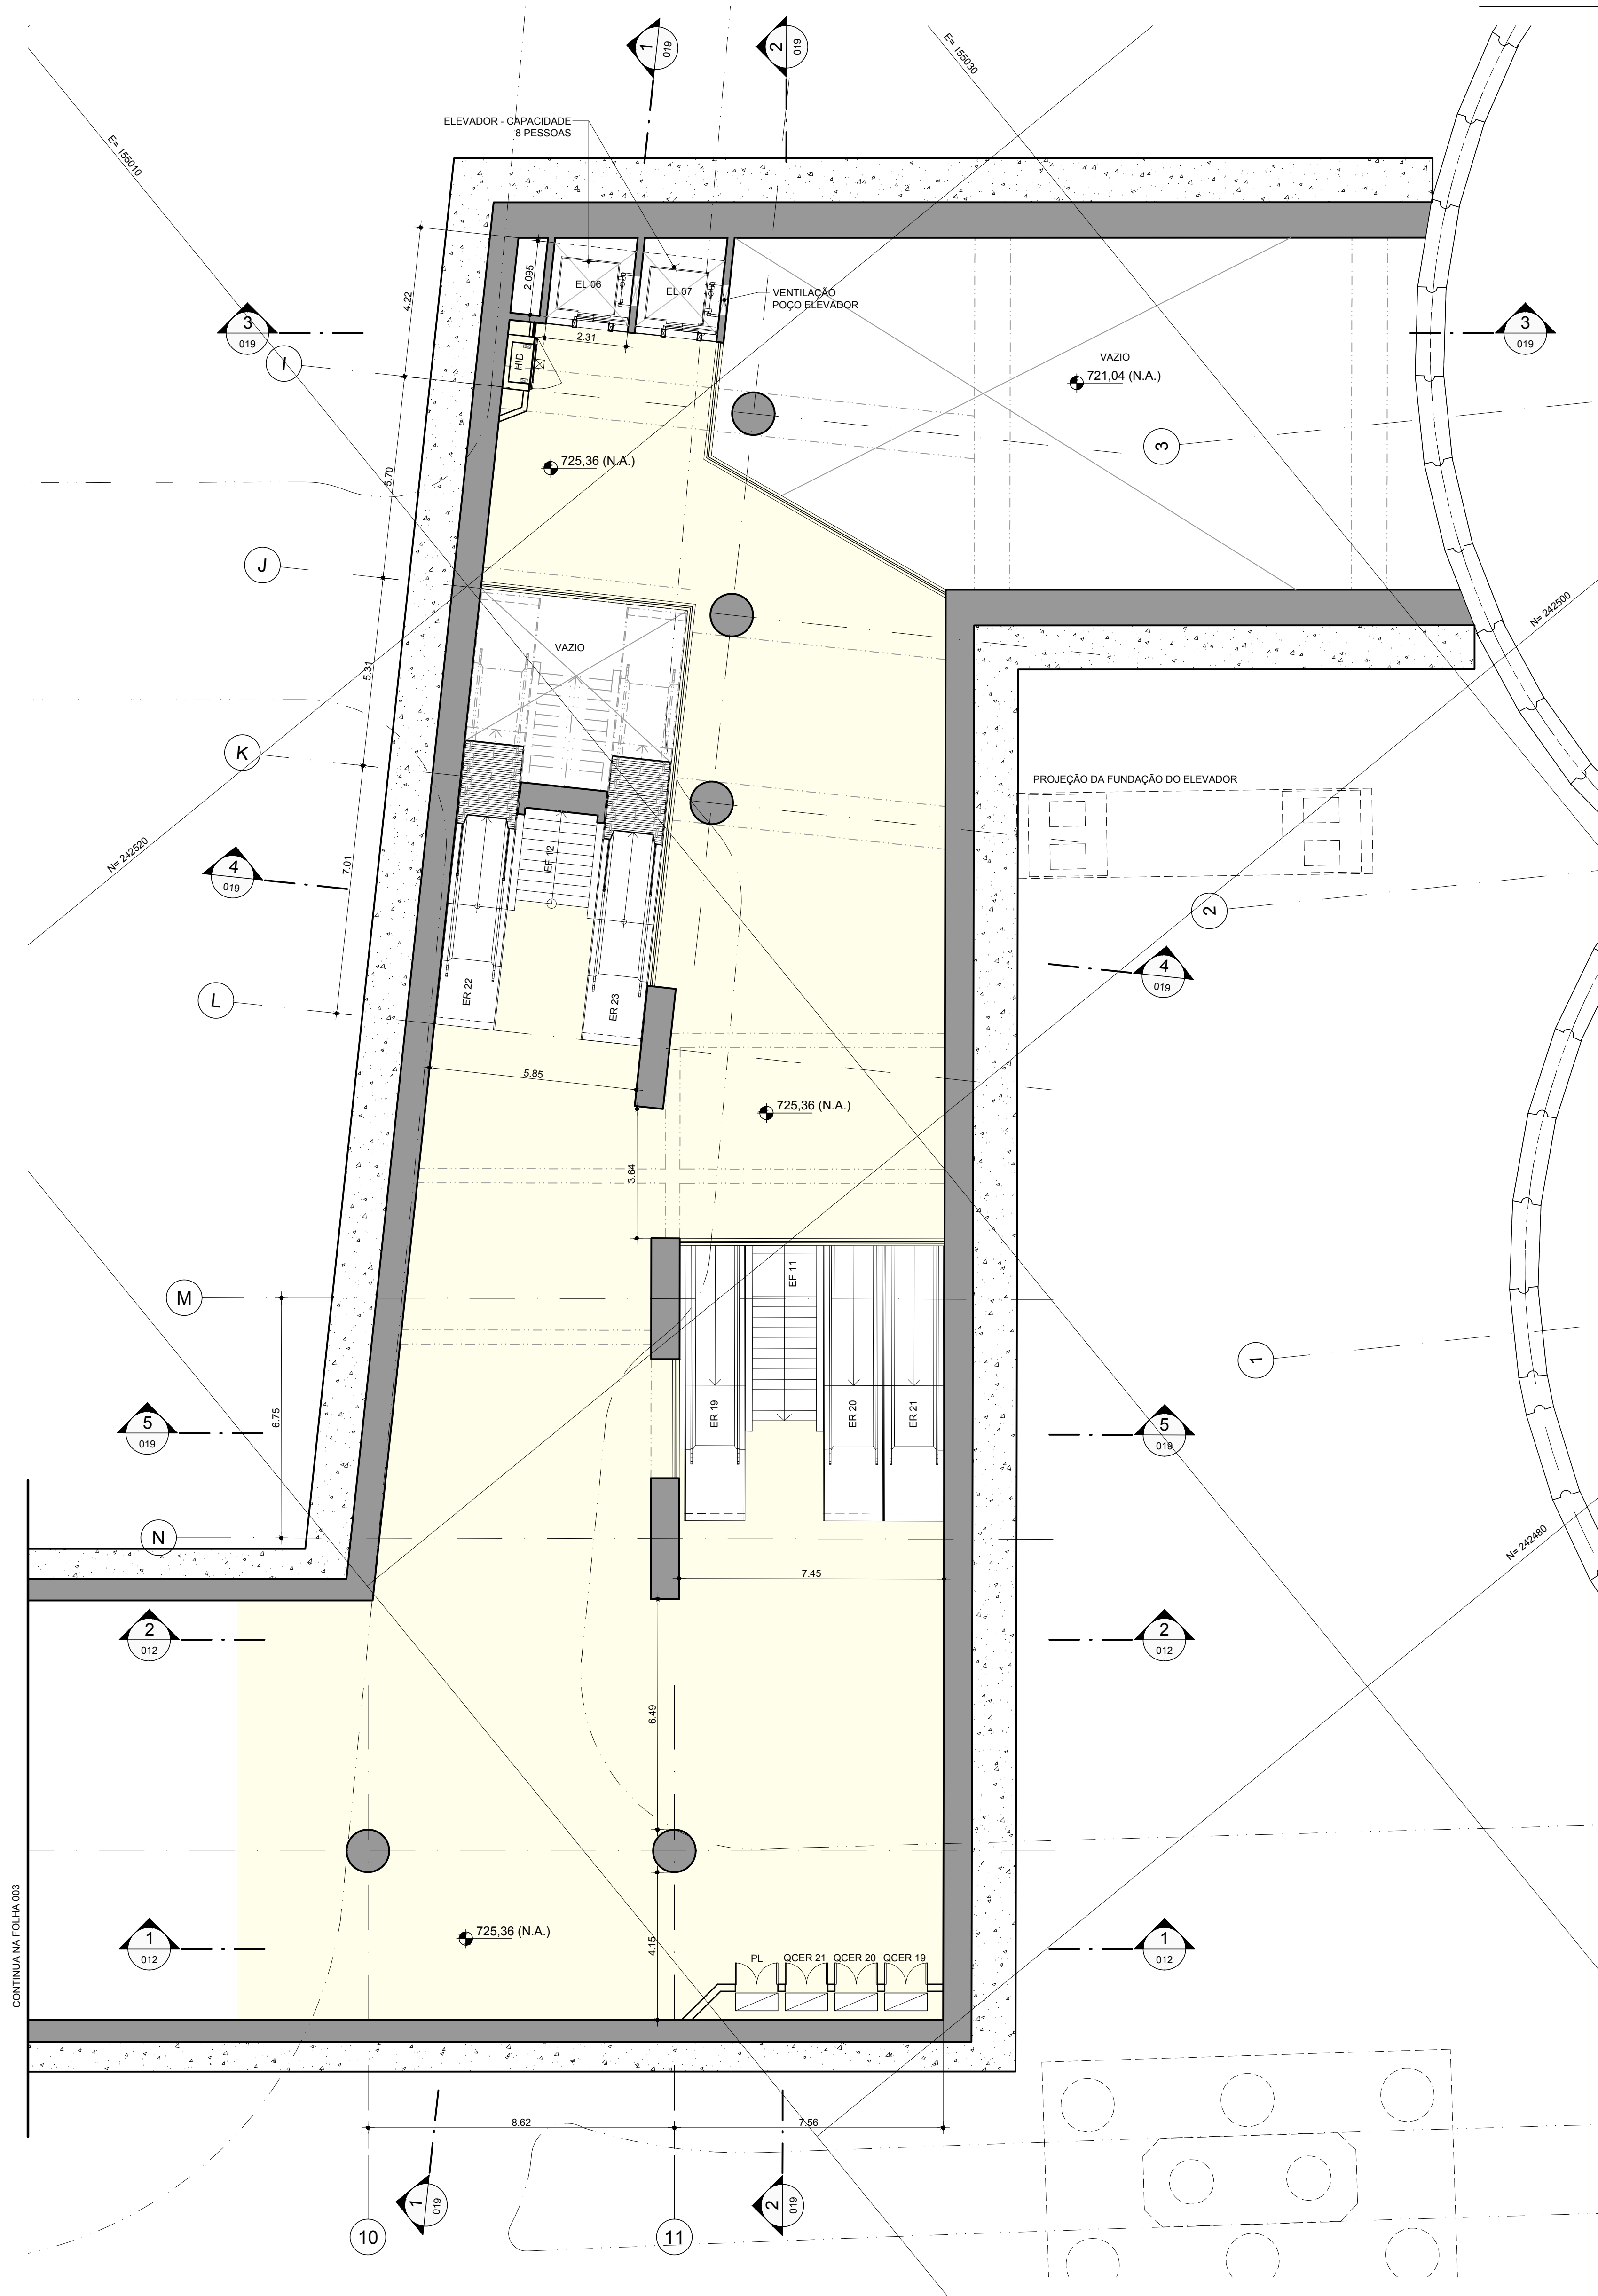 1
019
2
019
E= 155030
ELEVADOR - CAPACIDADE
8 PESSOAS
E= 155010
4.22
2.095
EL 06
EL 07
VENTILAÇÃO
POÇO ELEVADOR
3
019
3
019
I
HID
2.31
VAZIO
721,04 (N.A.)
3
725,36 (N.A.)
5.70
J
N= 242500
VAZIO
5.31
K
PROJEÇÃO DA FUNDAÇÃO DO ELEVADOR
N= 242520
7.01
EF 12
4
019
2
4
019
L
ER 22
ER 23
5.85
725,36 (N.A.)
3.64
M
EF 11
1
6.75
ER 19
ER 20
ER 21
5
019
5
019
N
N= 242480
7.45
2
012
2
012
6.49
CONTINUA NA FOLHA 003
1
012
725,36 (N.A.)
4.15
PL
QCER 21
QCER 20
QCER 19
1
012
8.62
7.56
1
019
2
019
10
11